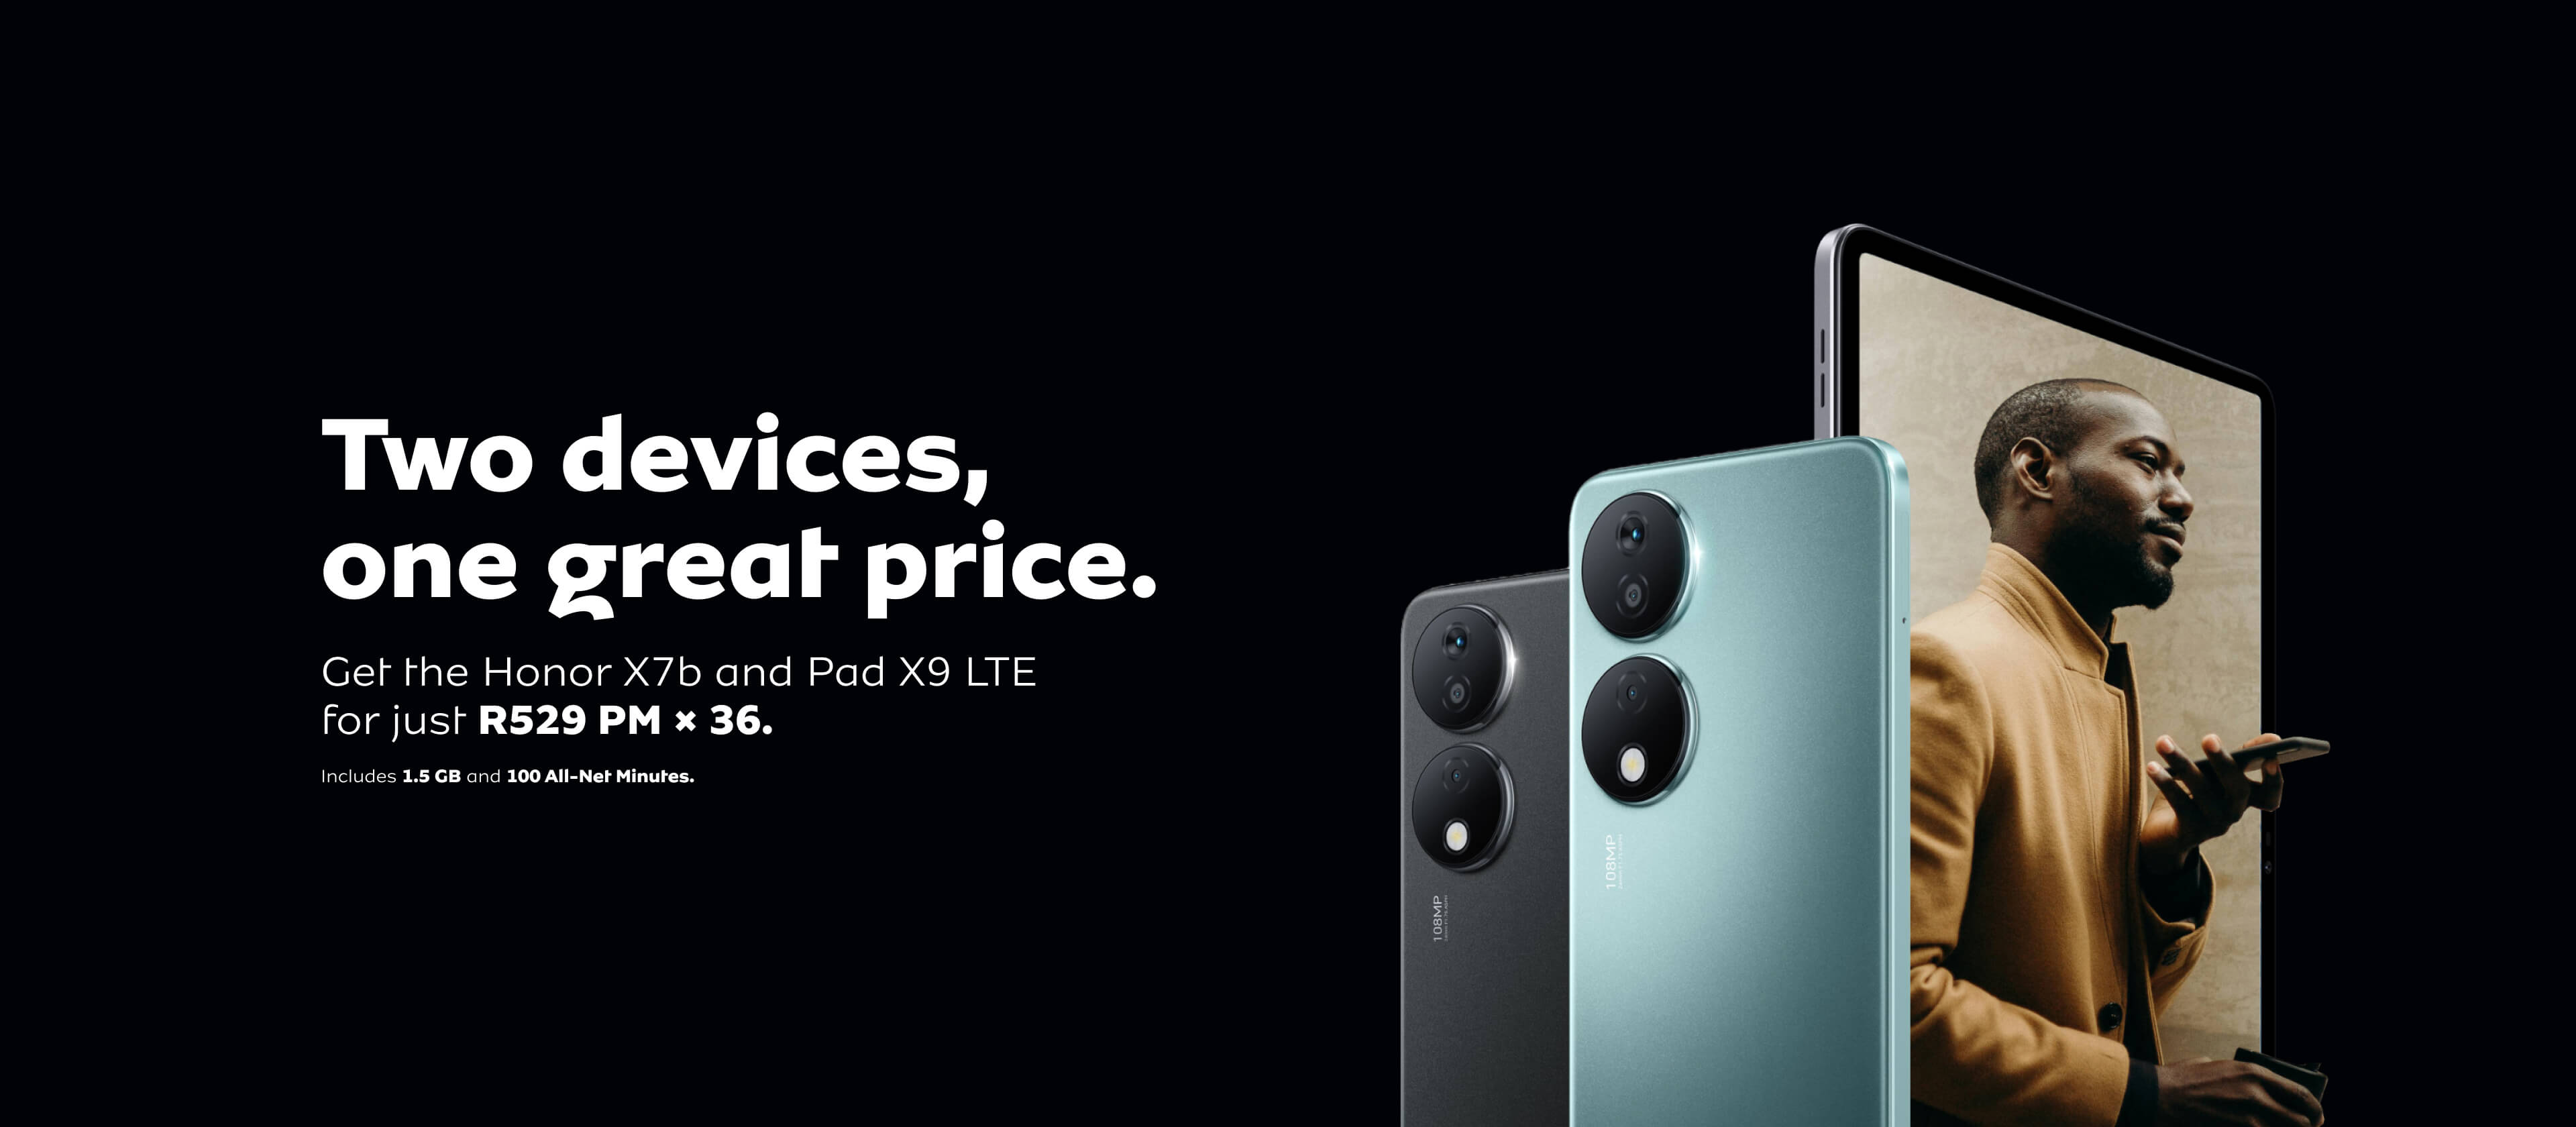 Two devices,
one great price.
Get the Honor X7b and Pad X9 LTE
for just R529 PM × 36.
Includes 1.5 GB and 100 All-Net Minutes.
108MP
108MP